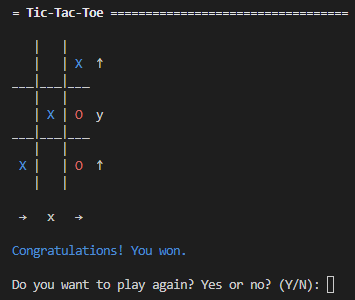 = Tic-Tac-Toe ==================================
| |
| | X ↑
___|___|___
| |
| X | O y
___|___|___
| |
X | | O ↑
| |
→ x →
Congratulations! You won.
Do you want to play again? Yes or no? (Y/N):